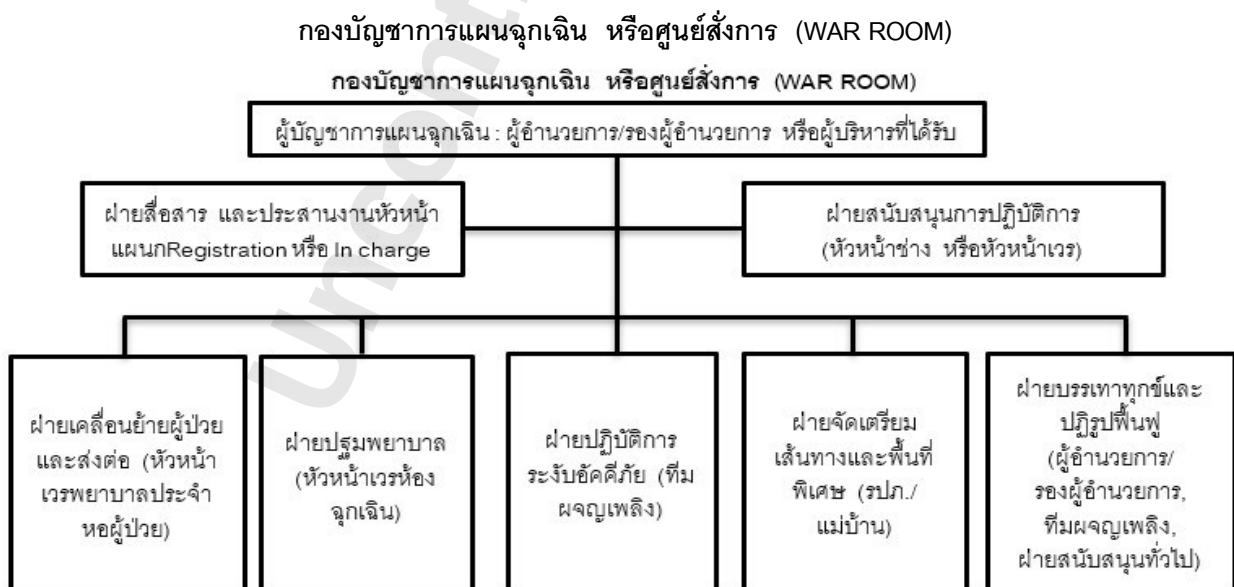 กองบัญชาการแผนฉุกเฉิน หรือศูนย์สั่งการ (WAR ROOM)
กองบัญชาการแผนฉุกเฉิน หรือศูนย์สั่งการ (WAR ROOM)
ผู้บัญชาการแผนฉุกเฉิน : ผู้อำนวยการ/รองผู้อำนวยการ หรือผู้บริหารที่ได้รับ
ฝ่ายสื่อสาร และประสานงานหัวหน้า
แผนกRegistration หรือ In charge
ฝ่ายสนับสนุนการปฏิบัติการ
(หัวหน้าช่าง หรือหัวหน้าเวร)
ฝ่ายเคลื่อนย้ายผู้ป่วย
และส่งต่อ (หัวหน้า
เวรพยาบาลประจำ
หอผู้ป่วย)
ฝ่ายปฐมพยาบาล
(หัวหน้าเวรห้อง
ฉุกเฉิน)
ฝ่ายปฏิบัติการ
ระงับอัคคีภัย (ทีม
ผจญเพลิง)
ฝ่ายจัดเตรียม
เส้นทางและพื้นที่
พิเศษ (รปภ./
แม่บ้าน)
ฝ่ายบรรเทาทุกข์และ
ปฏิรูปฟื้นฟู
(ผู้อำนวยการ/
รองผู้อำนวยการ,
ทีมผจญเพลิง,
ฝ่ายสนับสนุนทั่วไป)
Uncont